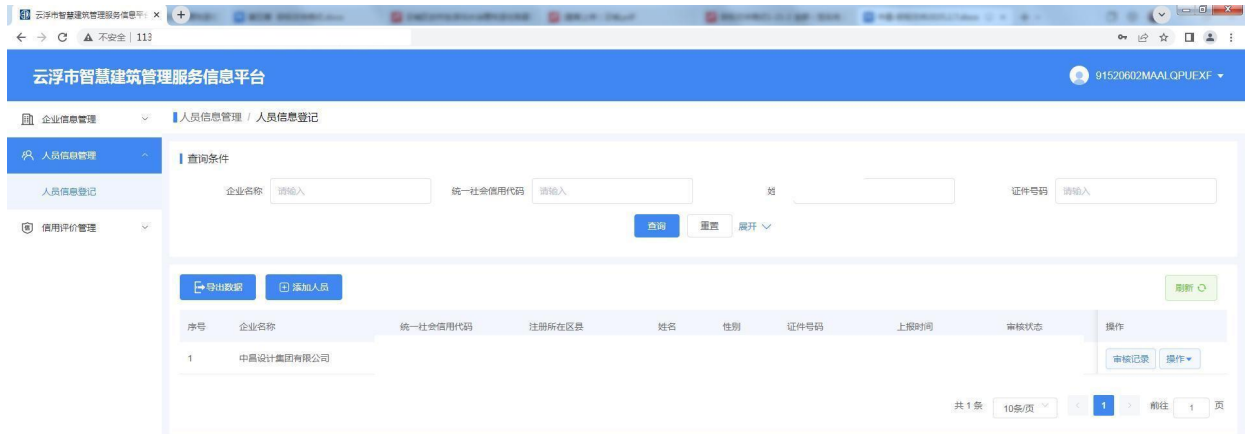 云浮市智慧建筑管理服务信息平
不安全 113
云浮市智慧建筑管理服务信息平台
91520602MAALQPUEXF
企业信息管理
人员信息管理 / 人员信息登记
人员信息管理
人员信息登记
信用评价管理
查询条件
企业名称 请输入 统一社会信用代码 请输入 证件号码 请输入
查询 重置 展开
导出数据 添加人员 刷新
序号 企业名称 统一社会信用代码 注册所在区县 姓名 性别 证件号码 上报时间 审核状态 操作
1 中昌设计集团有限公司 审核记录 操作
共1条 10条/页 1 前往 1 页